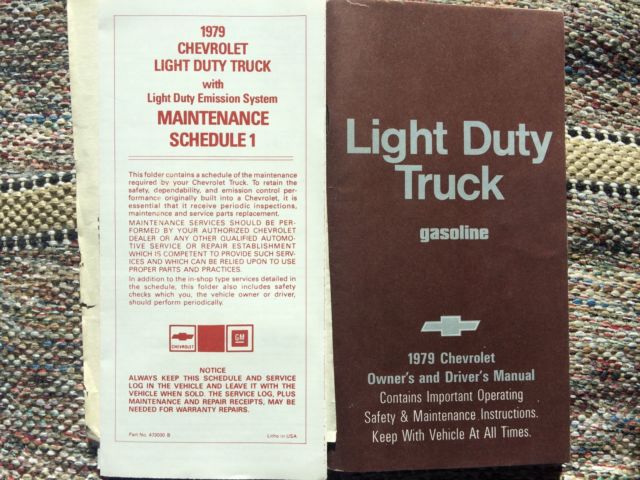 1979
CHEVROLET
LIGHT DUTY TRUCK
with
Light Duty Emission System
MAINTENANCE
SCHEDULE 1
This folder contains a schedule of the maintenance
required by your Chevrolet Truck. To retain the
safety, dependability, and emission control per-
formance originally built into a Chevrolet, it is
essential that it receive periodic inspections,
maintenance and service parts replacement.
MAINTENANCE SERVICES SHOULD BE PER-
FORMED BY YOUR AUTHORIZED CHEVROLET
DEALER OR ANY OTHER QUALIFIED AUTOMO-
TIVE SERVICE OR REPAIR ESTABLISHMENT
WHICH IS COMPETENT TO PROVIDE SUCH SERV-
ICES AND WHICH CAN BE RELIED UPON TO USE
PROPER PARTS AND PRACTICES.
In addition to the in-shop type services detailed in
the schedule, this folder also includes safety
checks which you, the vehicle owner or driver,
should perform periodically.
CHEVROLET
GM
NOTICE
ALWAYS KEEP THIS SCHEDULE AND SERVICE
LOG IN THE VEHICLE AND LEAVE IT WITH THE
VEHICLE WHEN SOLD. THE SERVICE LOG, PLUS
MAINTENANCE AND REPAIR RECEIPTS, MAY BE
NEEDED FOR WARRANTY REPAIRS.
Part No. 473030 B
Litho in USA
Light Duty
Truck
gasoline
1979 Chevrolet
Owner's and Driver's Manual
Contains Important Operating
Safety & Maintenance Instructions.
Keep With Vehicle At All Times.